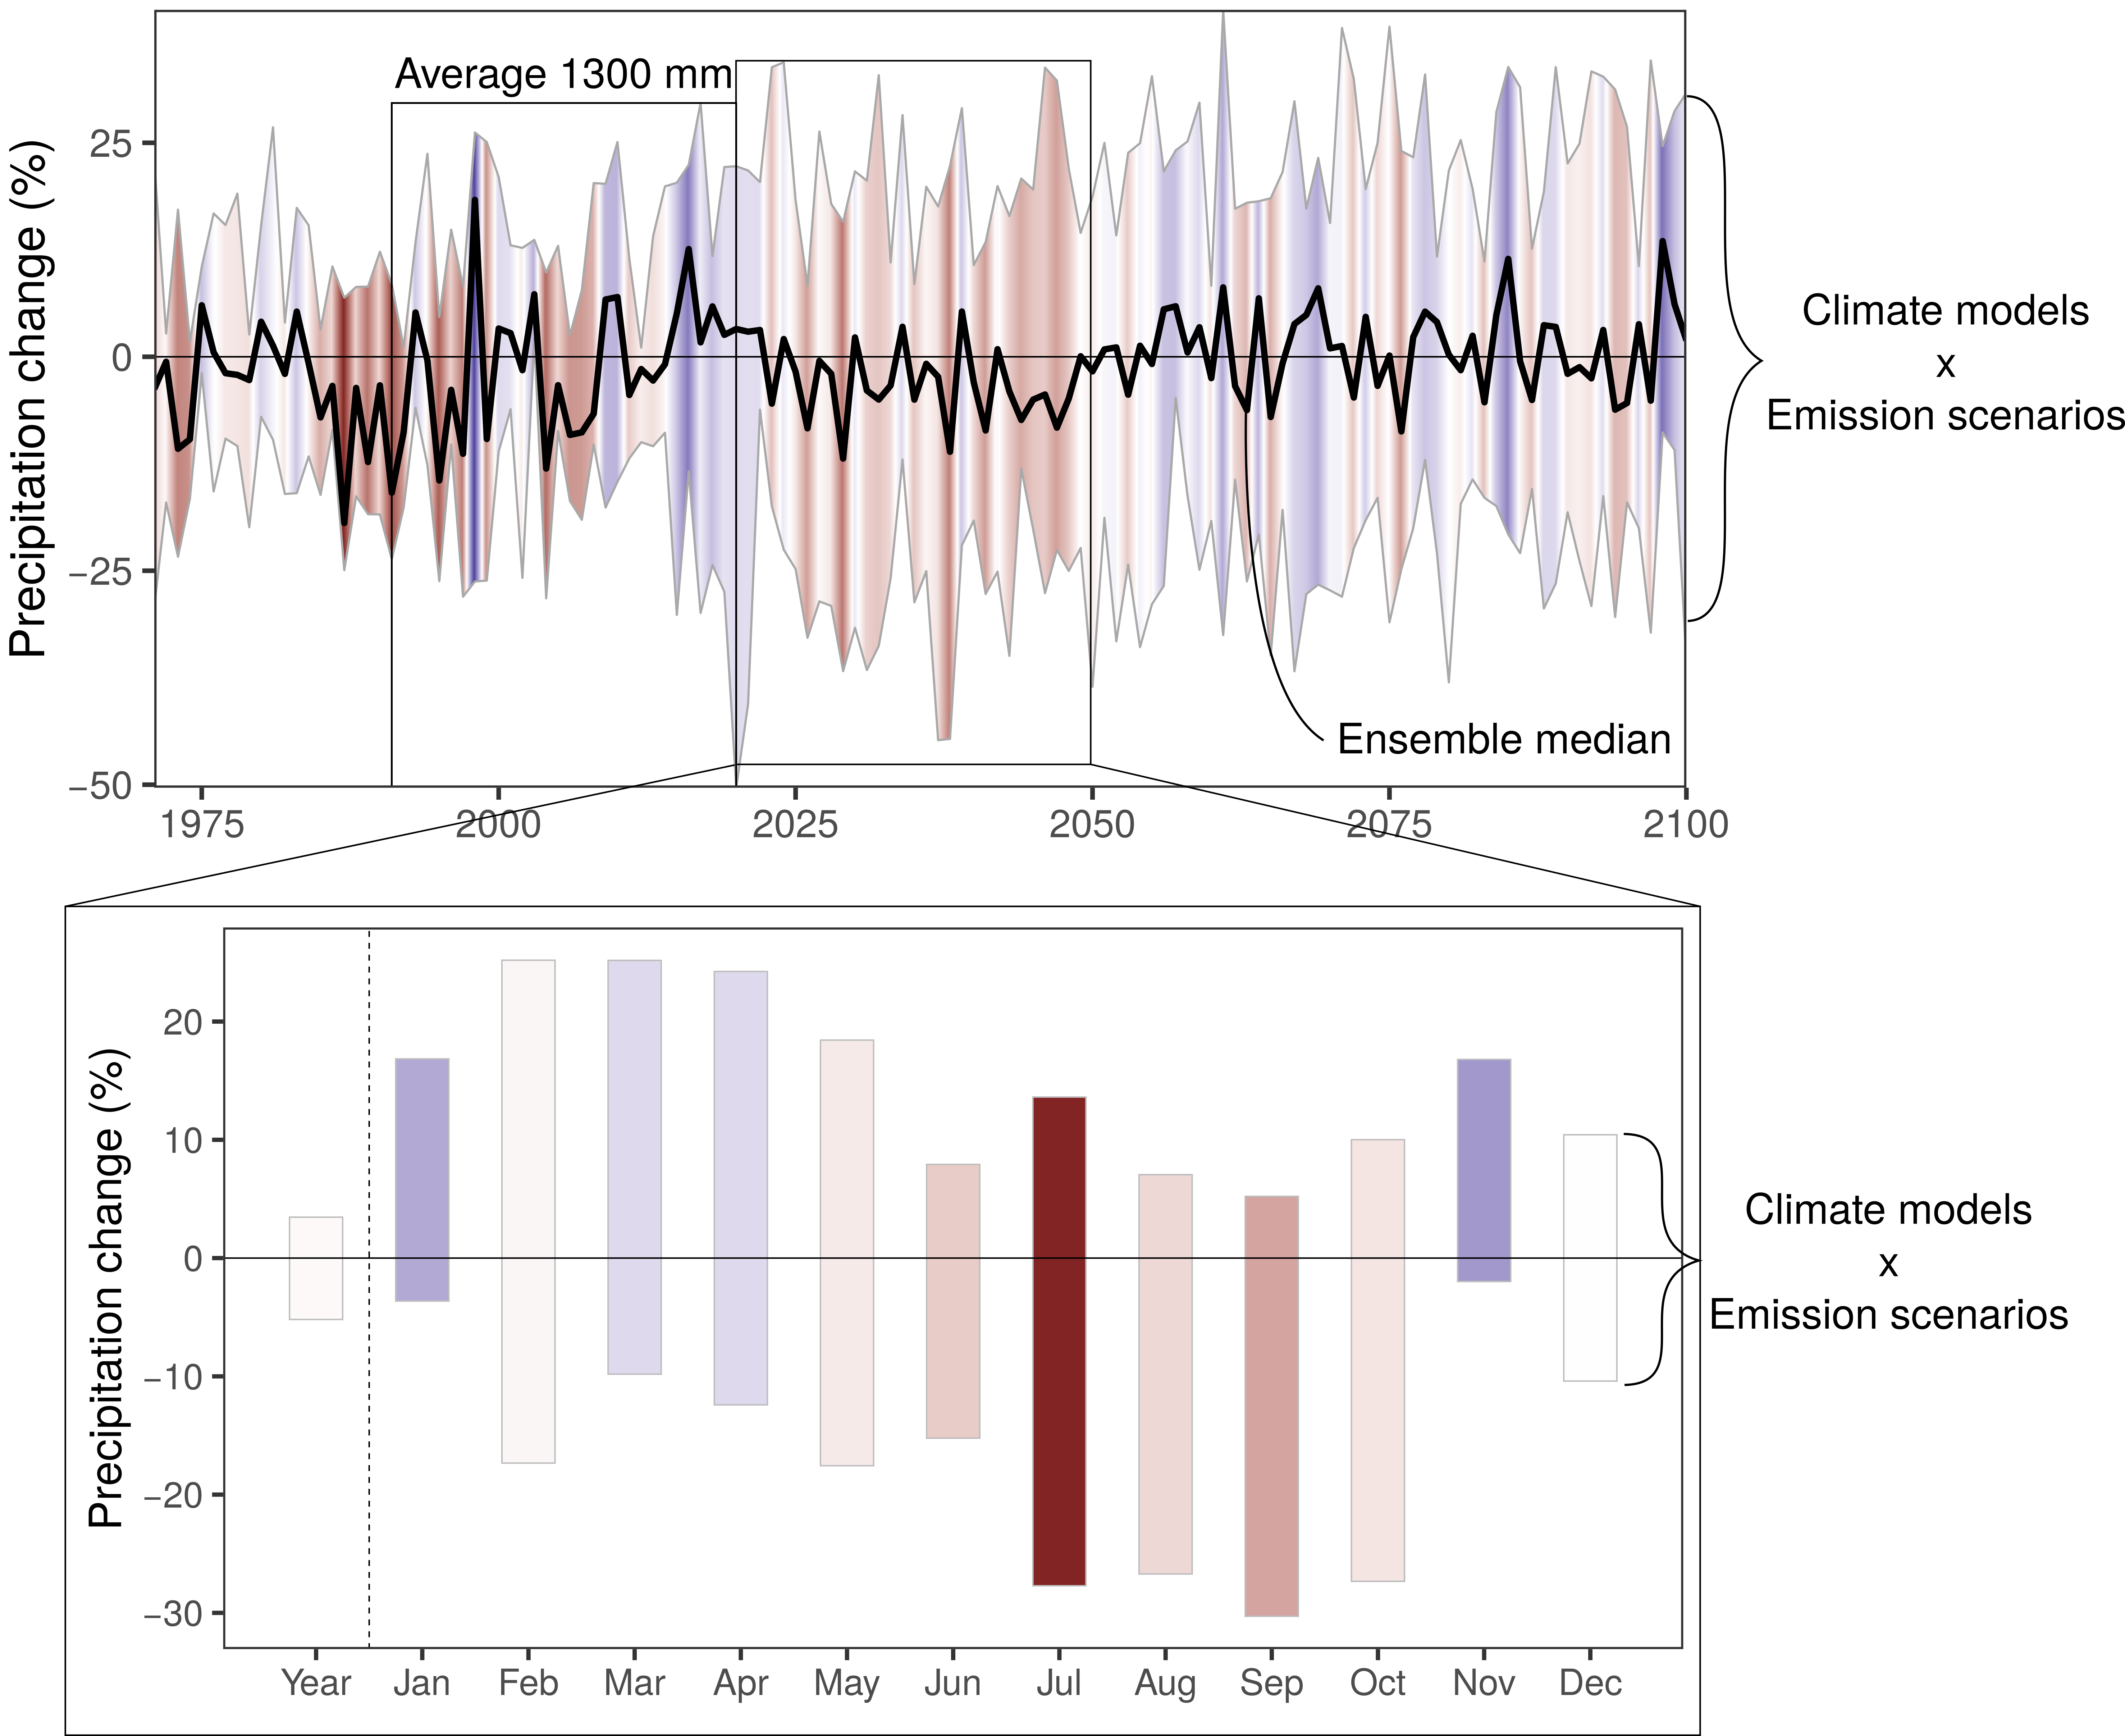 Precipitation change (%)
25
0
−25
−50
Average 1300 mm
Climate models
x
Emission scenarios
Ensemble median
1975 2000 2025 2050 2075 2100
Precipitation change (%)
20
10
0
−10
−20
−30
Climate models
x
Emission scenarios
Year Jan Feb Mar Apr May Jun Jul Aug Sep Oct Nov Dec